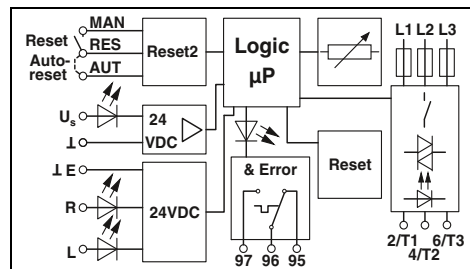 MAN
Reset
RES
Reset2
Auto-
reset
AUT
Logic
µP
L1 L2 L3
Us
24
VDC
⊥
⊥ E
R
24VDC
L
& Error
Reset
97 96 95
2/T1 6/T3
4/T2